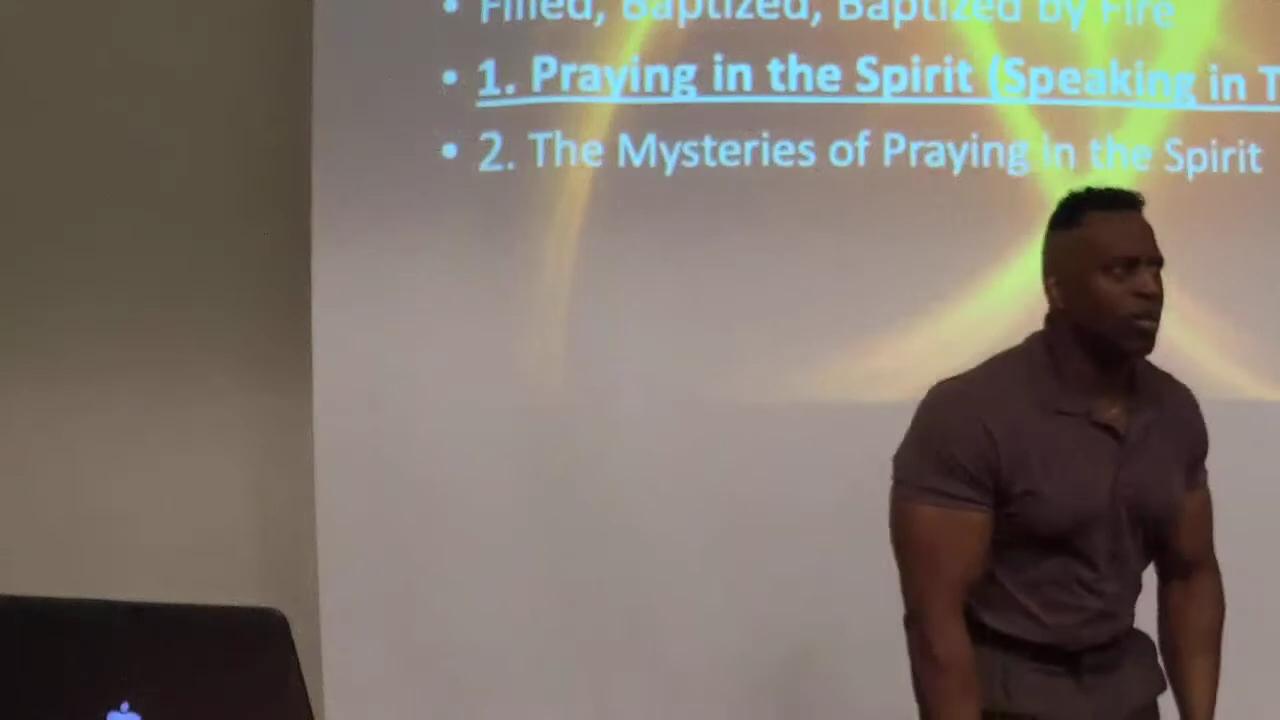 • Filled, Baptized, Baptized by Fire
• 1. Praying in the Spirit (Speaking in T
• 2. The Mysteries of Praying in the Spirit